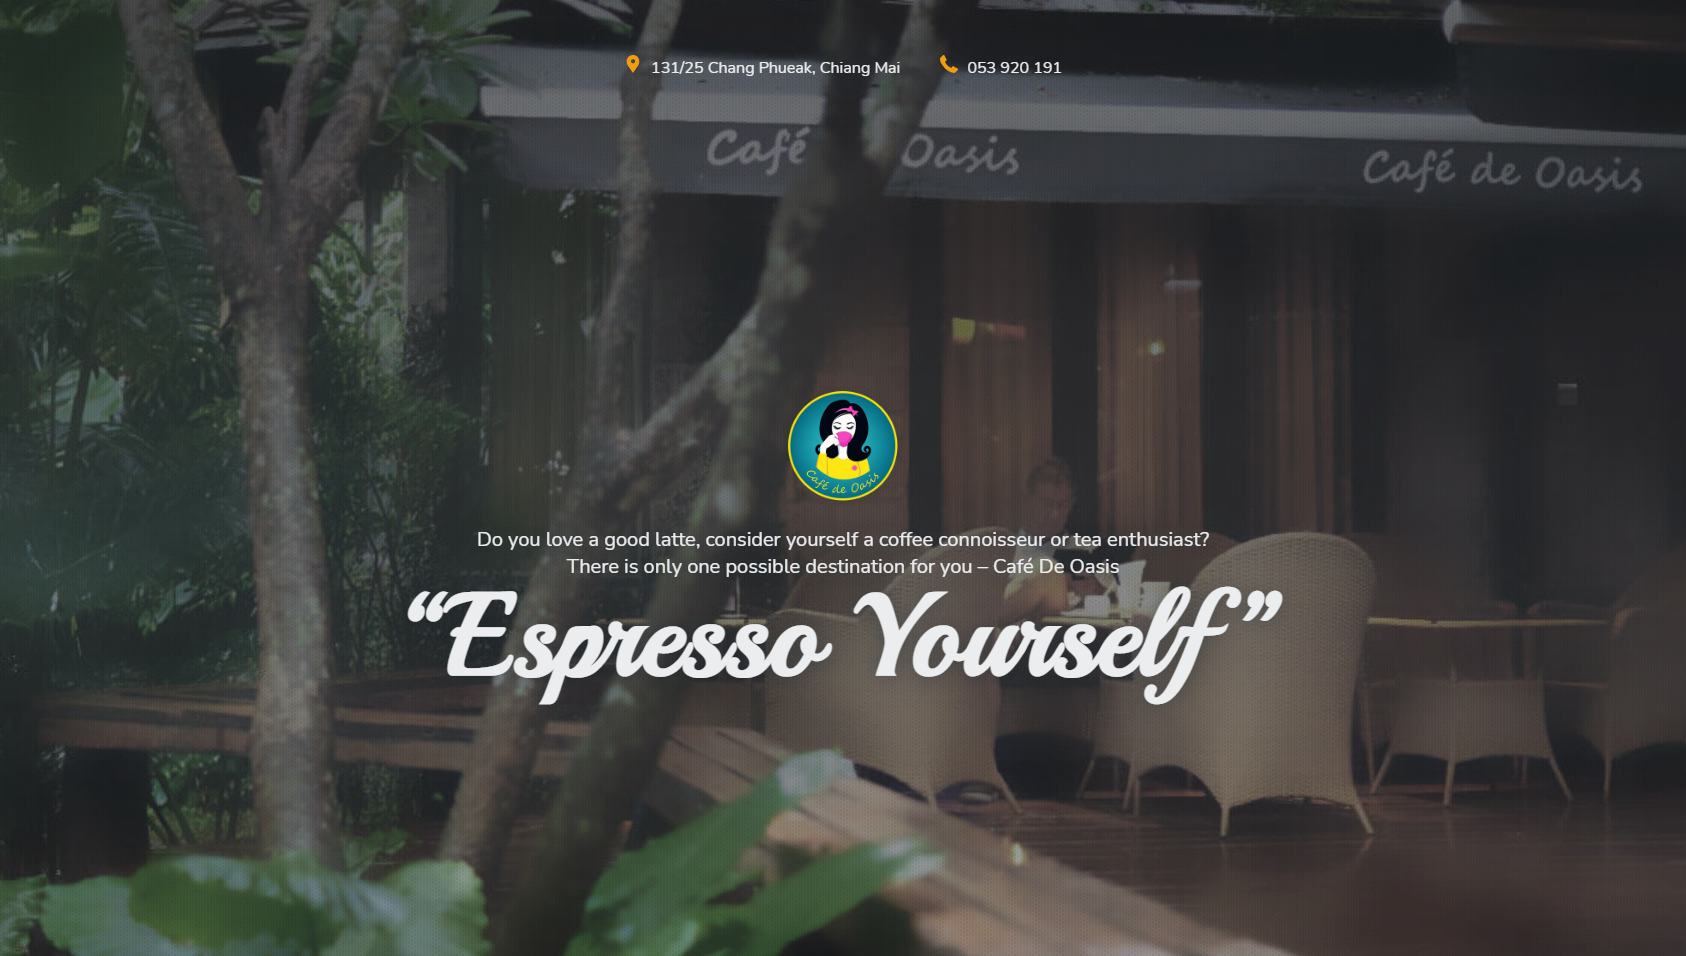 131/25 Chang Phueak, Chiang Mai
053 920 191
Café Oasis
Café de Oasis
Café de Oasis
Do you love a good latte, consider yourself a coffee connoisseur or tea enthusiast?
There is only one possible destination for you – Café De Oasis
“Espresso Yourself”